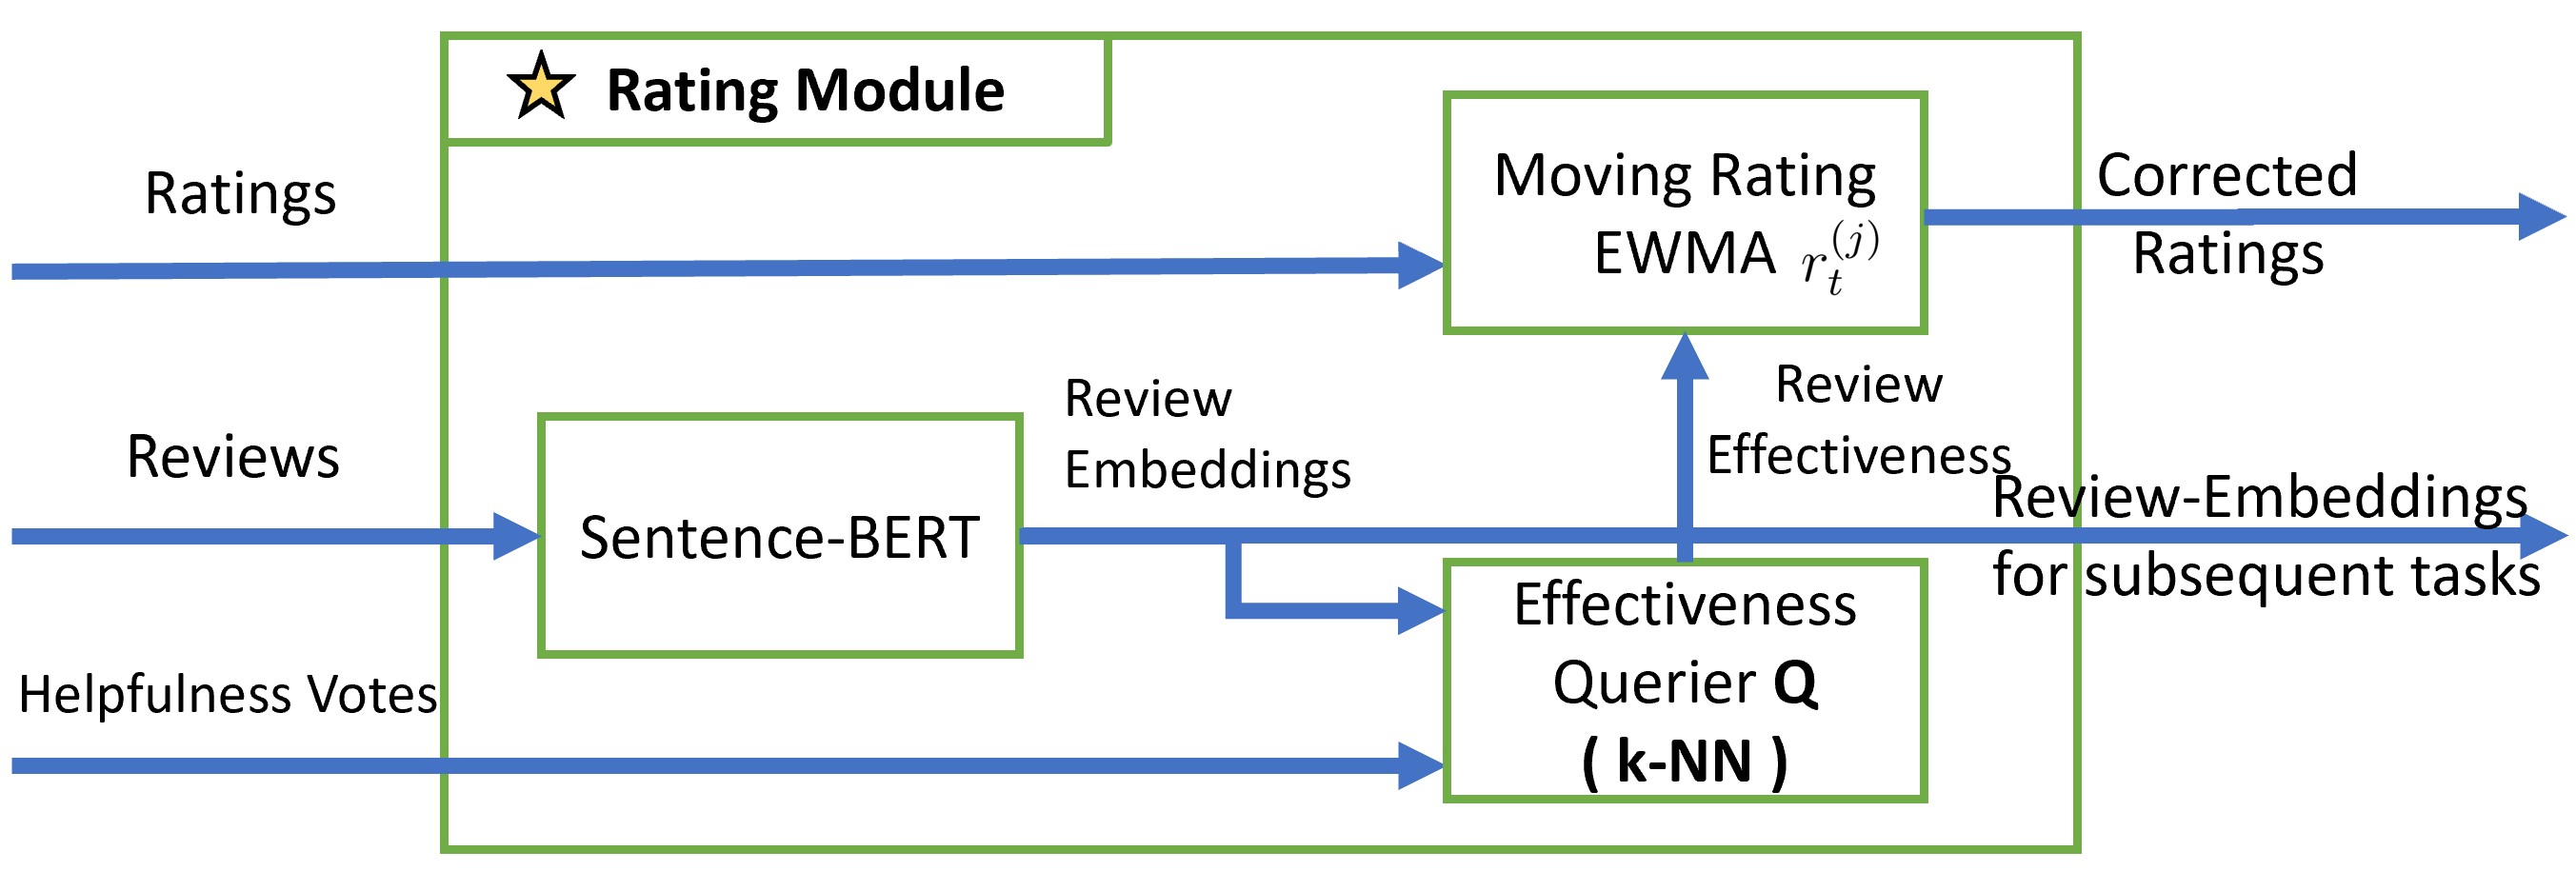 Rating Module
Ratings
Moving Rating
EWMA $r_t^{(j)}$
Corrected
Ratings
Reviews
Sentence-BERT
Review
Embeddings
Review
Effectiveness
Review-Embeddings
for subsequent tasks
Helpfulness Votes
Effectiveness
Querier Q
( k-NN )